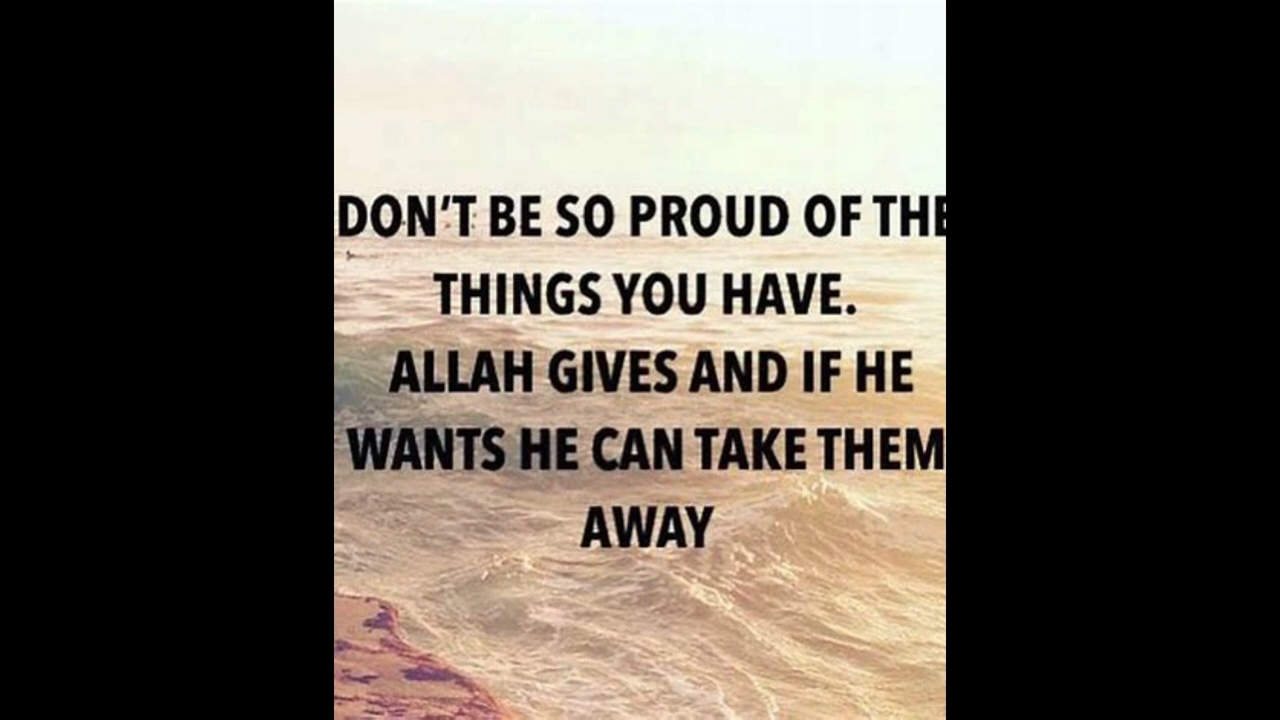 DON'T BE SO PROUD OF THE
THINGS YOU HAVE.
ALLAH GIVES AND IF HE
WANTS HE CAN TAKE THEM
AWAY